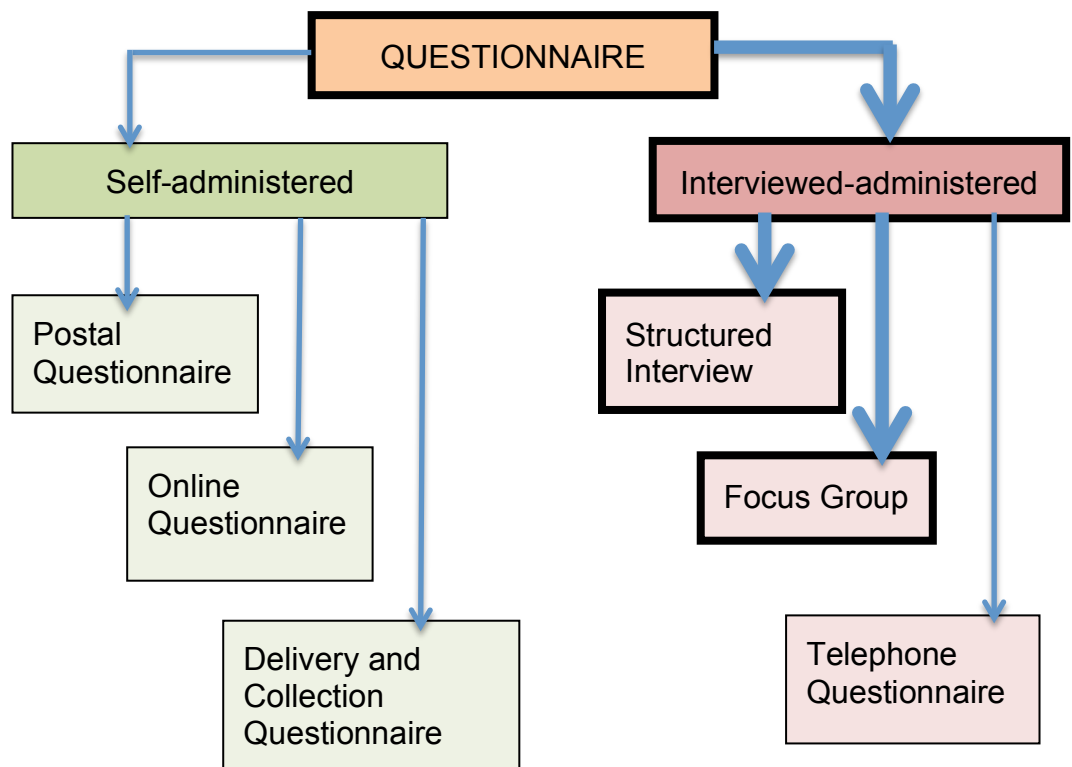 QUESTIONNAIRE
Self-administered
Interviewed-administered
Postal
Questionnaire
Structured
Interview
Online
Questionnaire
Focus Group
Delivery and
Collection
Questionnaire
Telephone
Questionnaire